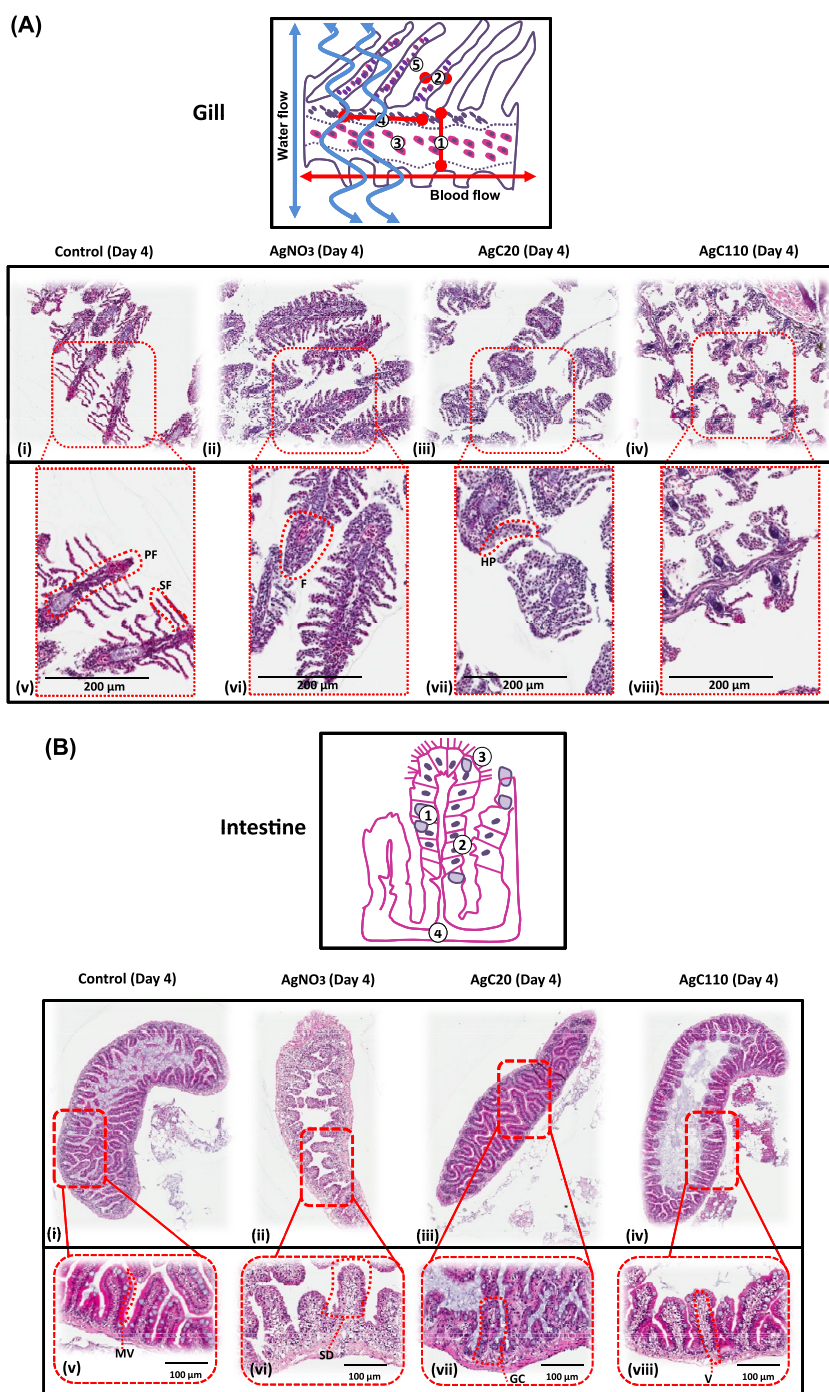 (A)
Gill
Water flow
5
2
4
3
1
Blood flow
Control (Day 4)
AgNO3 (Day 4)
AgC20 (Day 4)
AgC110 (Day 4)
(i)
(ii)
(iii)
(iv)
PF
SF
F
HP
(v)
200 µm
(vi)
200 µm
(vii)
200 µm
(viii)
200 µm
(B)
Intestine
3
1
2
4
Control (Day 4)
AgNO3 (Day 4)
AgC20 (Day 4)
AgC110 (Day 4)
(i)
(ii)
(iii)
(iv)
(v)
MV
100 µm
(vi)
SD
100 µm
(vii)
GC
100 µm
(viii)
V
100 µm